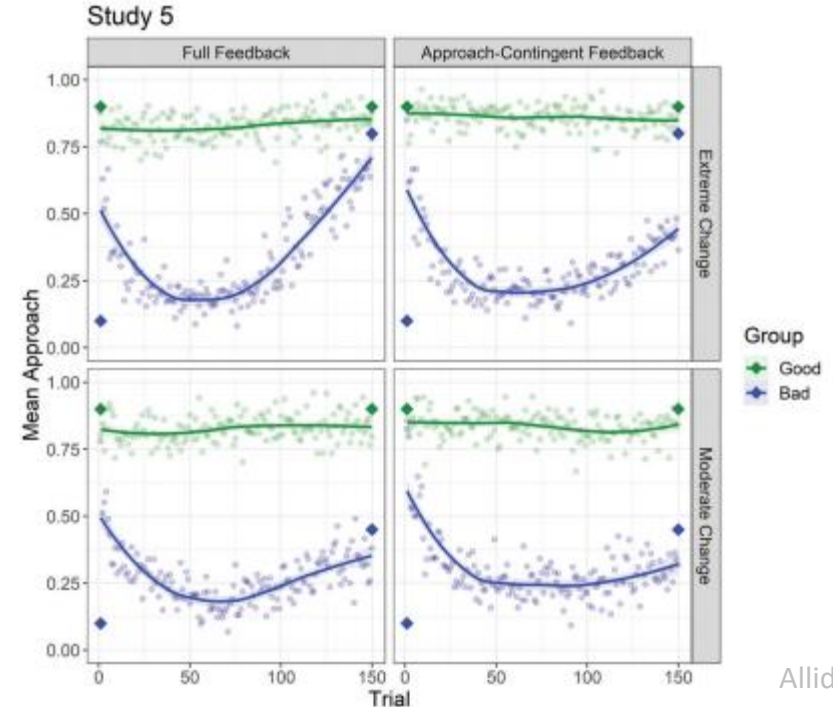 Study 5
Full Feedback
Approach-Contingent Feedback
Mean Approach
1.00
0.75
0.50
0.25
0.00
Extreme Change
1.00
0.75
0.50
0.25
0.00
Moderate Change
0 50 100 150
0 50 100 150
Trial
Group
Good
Bad